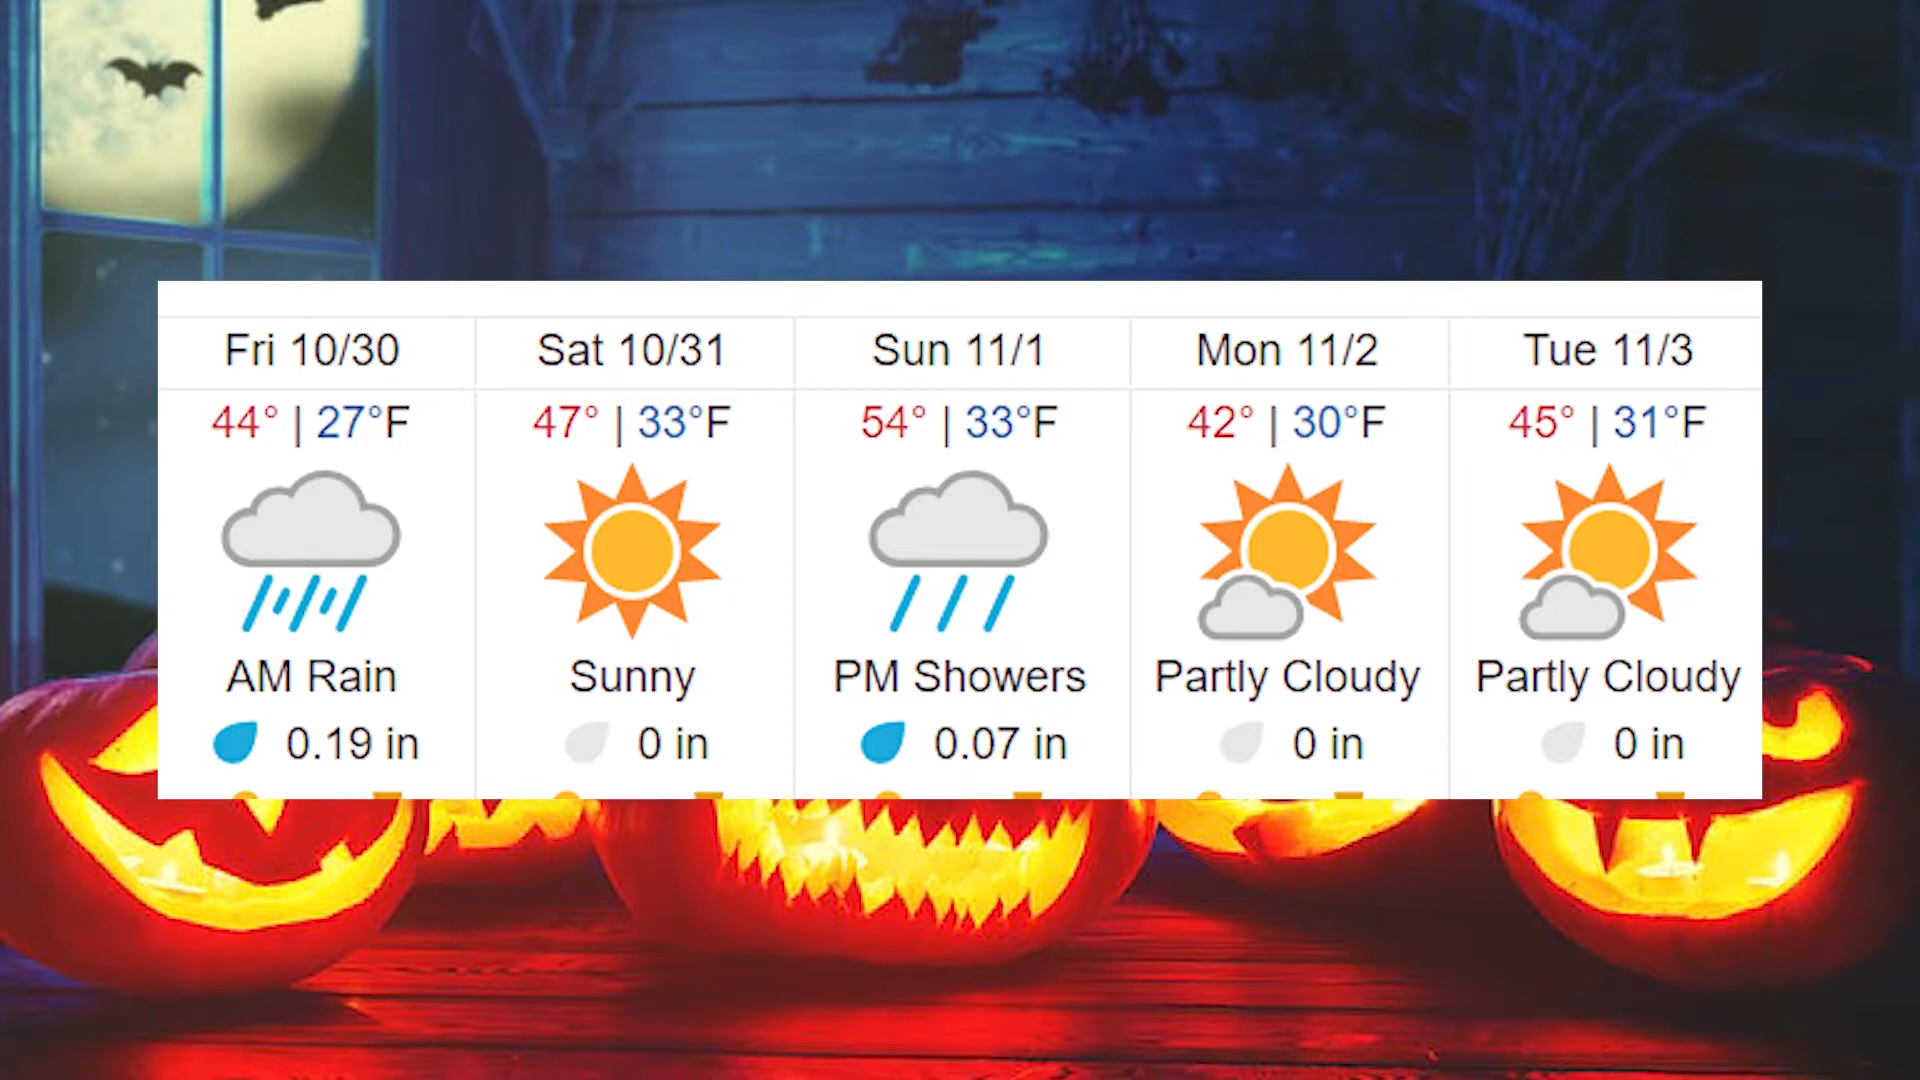 Fri 10/30 Sat 10/31 Sun 11/1 Mon 11/2 Tue 11/3
44° | 27°F 47° | 33°F 54° | 33°F 42° | 30°F 45° | 31°F
AM Rain Sunny PM Showers Partly Cloudy Partly Cloudy
0.19 in 0 in 0.07 in 0 in 0 in